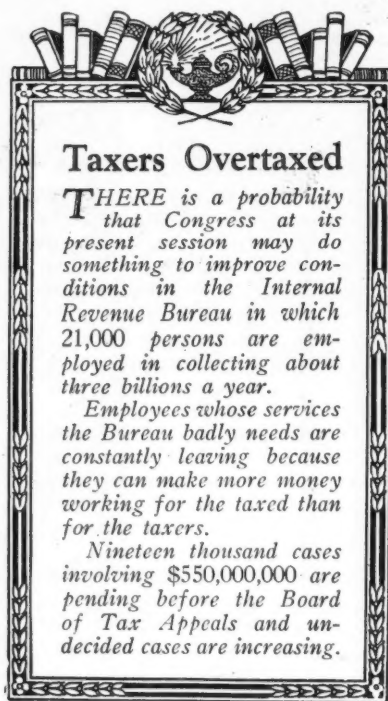 Taxers Overtaxed
THERE is a probability
that Congress at its
present session may do
something to improve con-
ditions in the Internal
Revenue Bureau in which
21,000 persons are em-
ployed in collecting about
three billions a year.
Employees whose services
the Bureau badly needs are
constantly leaving because
they can make more money
working for the taxed than
for the taxers.
Nineteen thousand cases
involving $550,000,000 are
pending before the Board
of Tax Appeals and un-
decided cases are increasing.